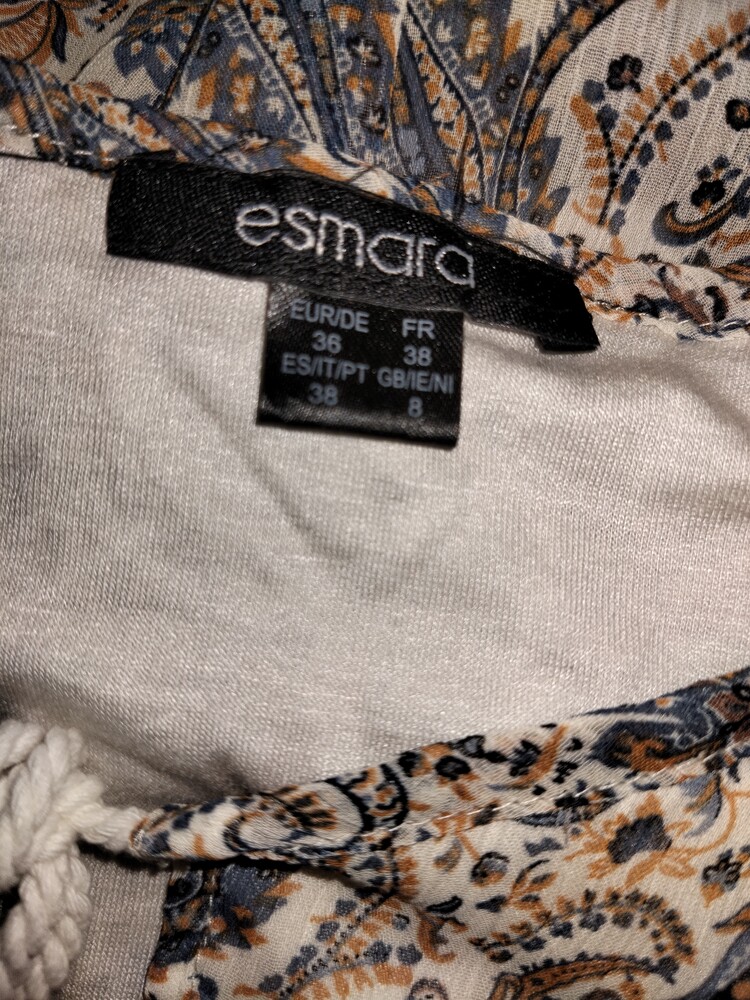 esmara
EUR/DE FR
36 38
ES/IT/PT GB/IE/NI
38 8